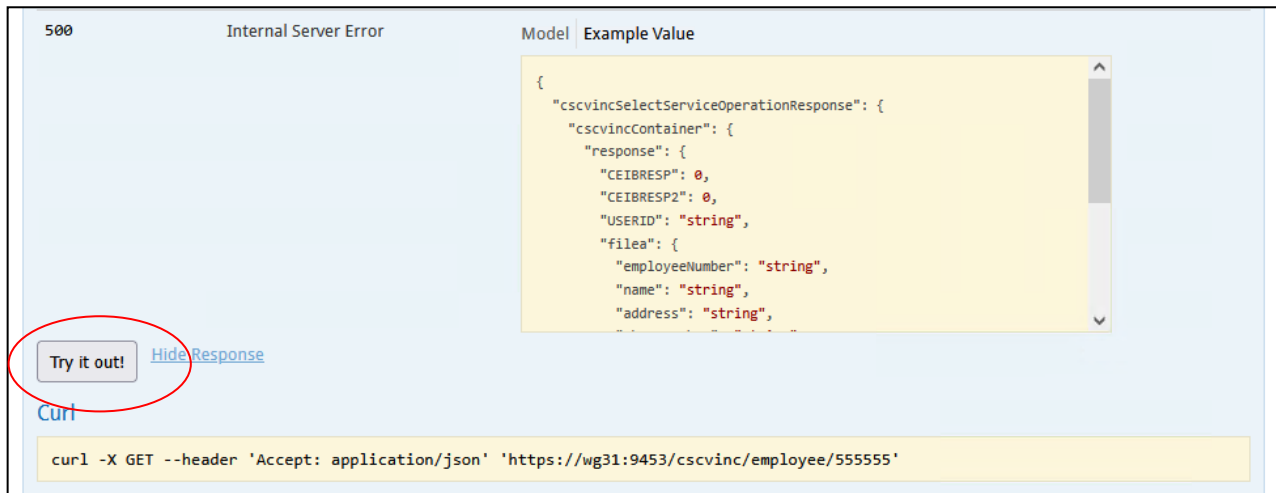 500 Internal Server Error Model Example Value
{
"cscvincSelectServiceOperationResponse": {
"cscvincContainer": {
"response": {
"CEIBRESP": 0,
"CEIBRESP2": 0,
"USERID": "string",
"filea": {
"employeeNumber": "string",
"name": "string",
"address": "string",
Try it out! Hide Response
Curl
curl -X GET --header 'Accept: application/json' 'https://wg31:9453/cscvinc/employee/555555'